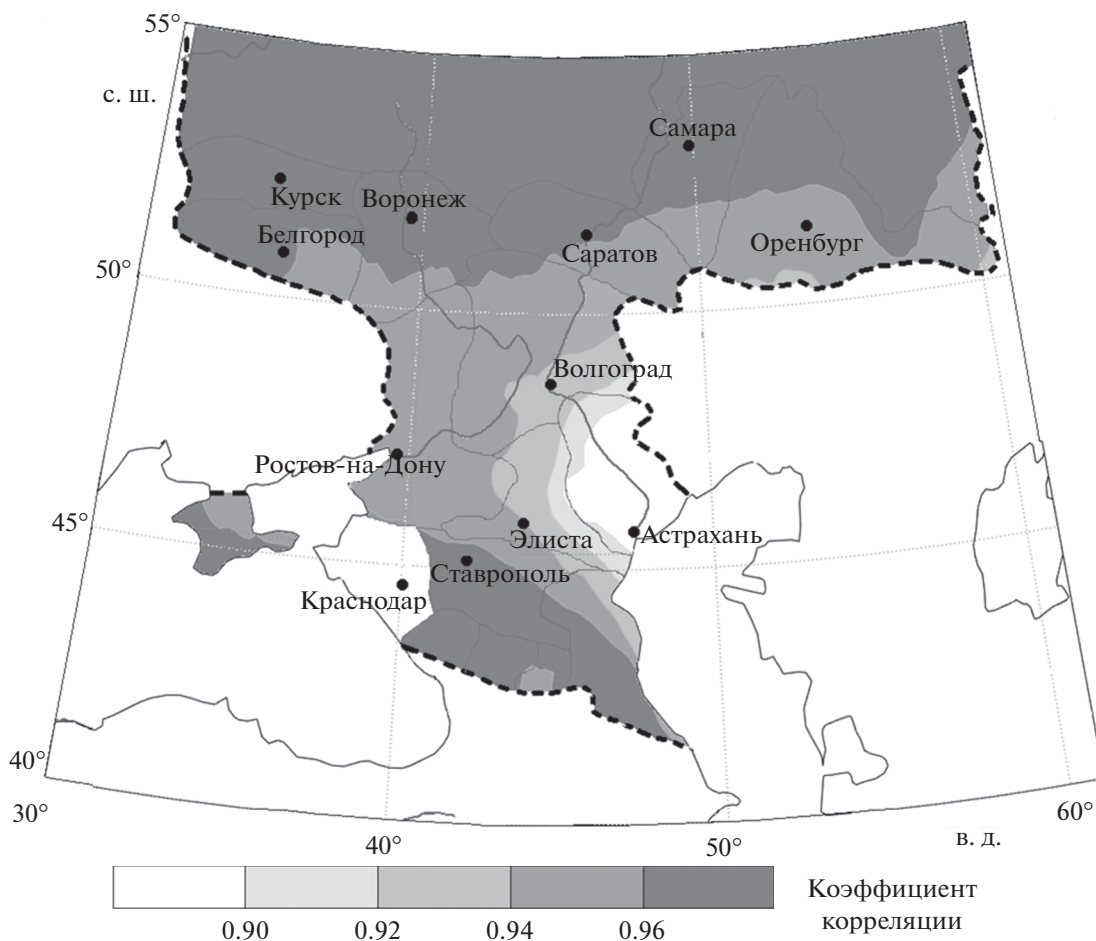 55°
с. ш.
Самара
Курск
Воронеж
Белгород
Саратов
Оренбург
50°
Волгоград
Ростов-на-Дону
45°
Элиста
Астрахань
Ставрополь
Краснодар
40°
30°
40°
50°
60°
в. д.
0.90
0.92
0.94
0.96
Коэффициент
корреляции